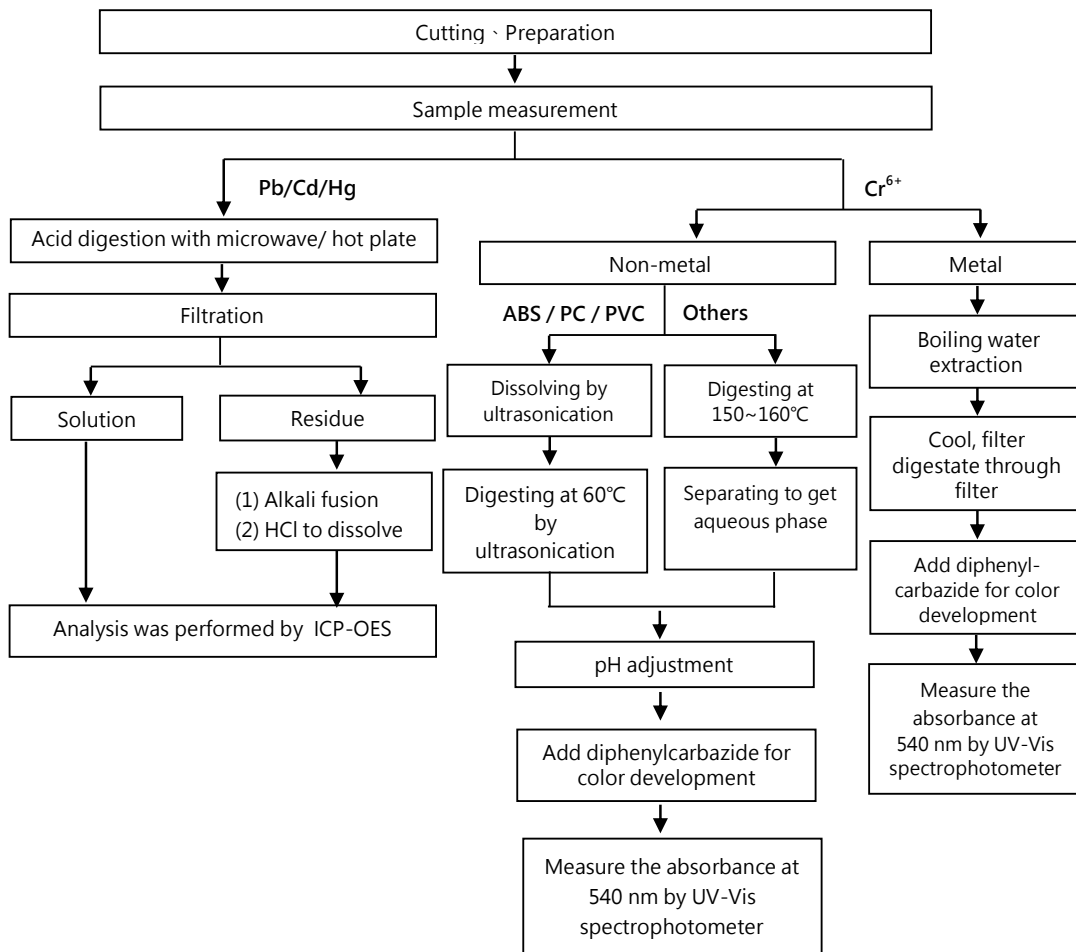 Cutting、Preparation
Sample measurement
Pb/Cd/Hg
Cr⁶⁺
Acid digestion with microwave/ hot plate
Filtration
Solution
Residue
(1) Alkali fusion
(2) HCl to dissolve
Analysis was performed by ICP-OES
Non-metal
ABS / PC / PVC
Others
Dissolving by
ultrasonication
Digesting at 60℃
by
ultrasonication
Digesting at
150~160℃
Separating to get
aqueous phase
pH adjustment
Add diphenylcarbazide for
color development
Measure the absorbance at
540 nm by UV-Vis
spectrophotometer
Metal
Boiling water
extraction
Cool, filter
digestate through
filter
Add diphenyl-
carbazide for color
development
Measure the
absorbance at
540 nm by UV-Vis
spectrophotometer